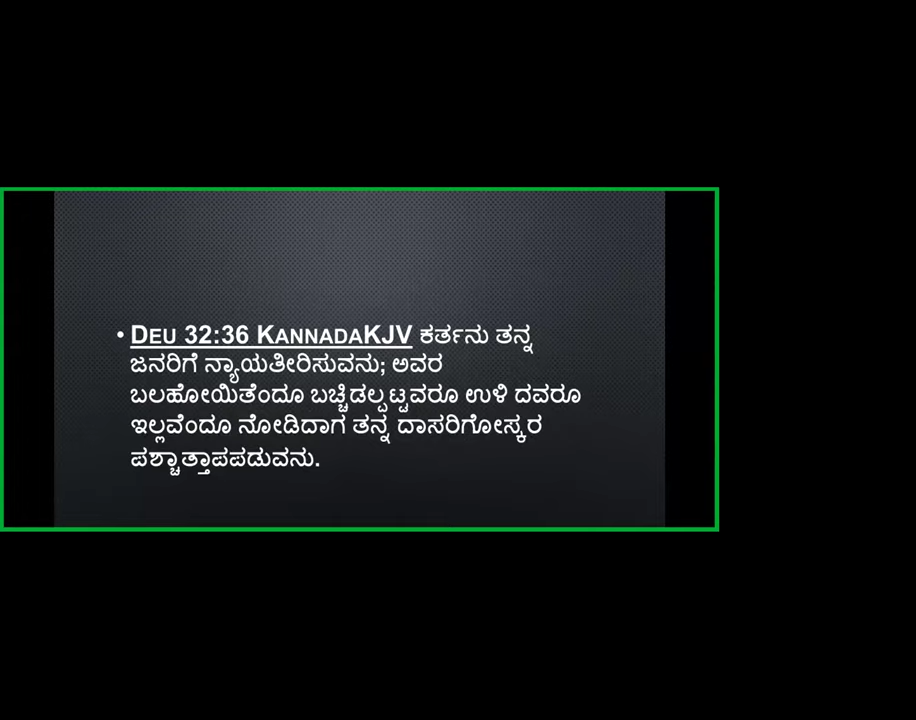 • DEU 32:36 KANNADAKJV ಕರ್ತನು ತನ್ನ
ಜನರಿಗೆ ನ್ಯಾಯತೀರಿಸುವನು; ಅವರ
ಬಲಹೋಯಿತೆಂದೂ ಬಚ್ಚಿಡಲ್ಪಟ್ಟವರೂ ಉಳಿ ದವರೂ
ಇಲ್ಲವೆಂದೂ ನೋಡಿದಾಗ ತನ್ನ ದಾಸರಿಗೋಸ್ಕರ
ಪಶ್ಚಾತ್ತಾಪಪಡುವನು.